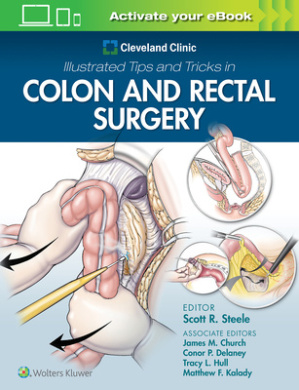 Activate your eBook
Cleveland Clinic
Illustrated Tips and Tricks in
COLON AND RECTAL
SURGERY
EDITOR
Scott R. Steele
ASSOCIATE EDITORS
James M. Church
Conor P. Delaney
Tracy L. Hull
Matthew F. Kalady
Wolters Kluwer